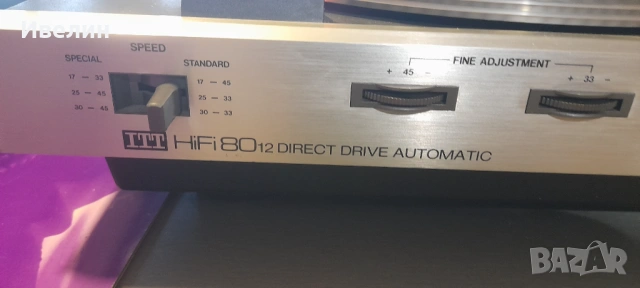 Ивелин
SPEED
SPECIAL
STANDARD
17 — 33
25 — 45
30 — 45
17 — 45
25 — 33
30 — 33
FINE ADJUSTMENT
+ 45 −
+ 33 −
ITT HiFi 8012 DIRECT DRIVE AUTOMATIC
BAZAR